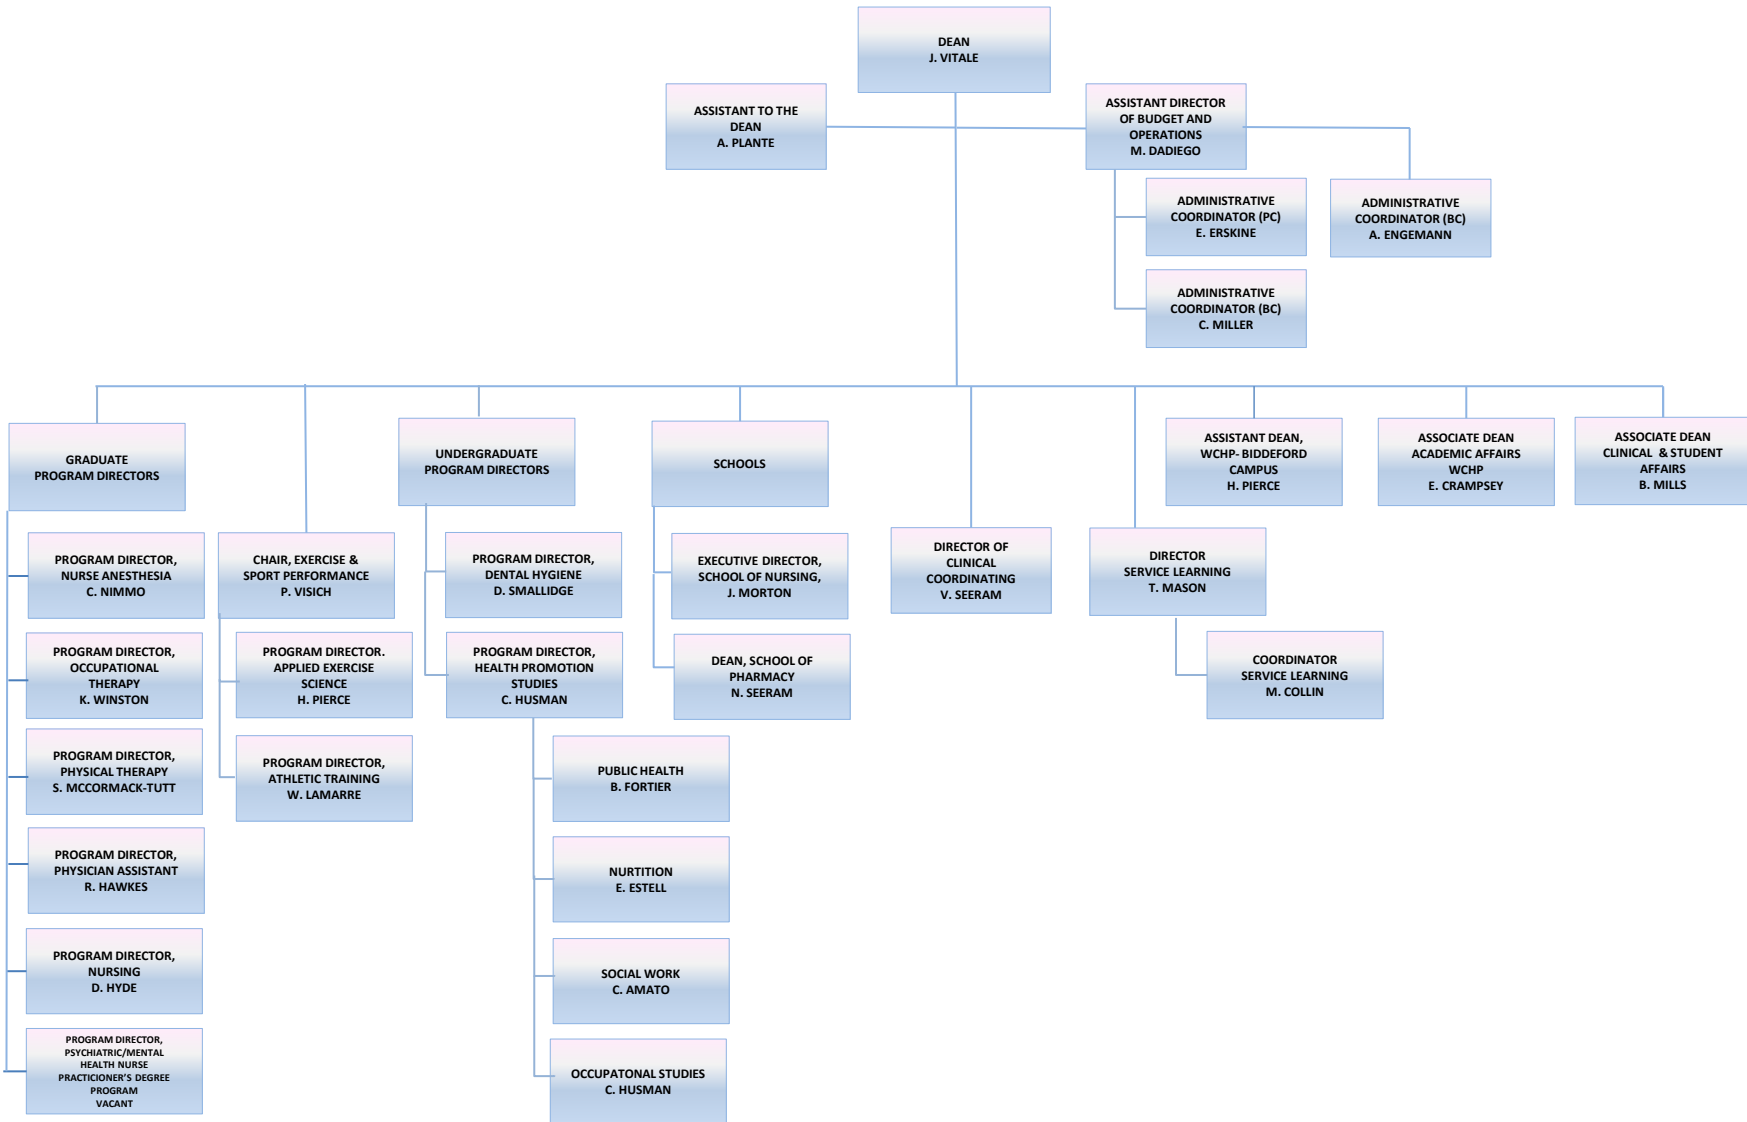 DEAN
J. VITALE
ASSISTANT TO THE
DEAN
A. PLANTE
ASSISTANT DIRECTOR
OF BUDGET AND
OPERATIONS
M. DADIEGO
ADMINISTRATIVE
COORDINATOR (PC)
E. ERSKINE
ADMINISTRATIVE
COORDINATOR (BC)
A. ENGEMANN
ADMINISTRATIVE
COORDINATOR (BC)
C. MILLER
GRADUATE
PROGRAM DIRECTORS
PROGRAM DIRECTOR,
NURSE ANESTHESIA
C. NIMMO
PROGRAM DIRECTOR,
OCCUPATIONAL
THERAPY
K. WINSTON
PROGRAM DIRECTOR,
PHYSICAL THERAPY
S. MCCORMACK-TUTT
PROGRAM DIRECTOR,
PHYSICIAN ASSISTANT
R. HAWKES
PROGRAM DIRECTOR,
NURSING
D. HYDE
PROGRAM DIRECTOR,
PSYCHIATRIC/MENTAL
HEALTH NURSE
PRACTICIONER'S DEGREE
PROGRAM
VACANT
CHAIR, EXERCISE &
SPORT PERFORMANCE
P. VISICH
PROGRAM DIRECTOR.
APPLIED EXERCISE
SCIENCE
H. PIERCE
PROGRAM DIRECTOR,
ATHLETIC TRAINING
W. LAMARRE
UNDERGRADUATE
PROGRAM DIRECTORS
PROGRAM DIRECTOR,
DENTAL HYGIENE
D. SMALLIDGE
PROGRAM DIRECTOR,
HEALTH PROMOTION
STUDIES
C. HUSMAN
PUBLIC HEALTH
B. FORTIER
NURTITION
E. ESTELL
SOCIAL WORK
C. AMATO
OCCUPATONAL STUDIES
C. HUSMAN
SCHOOLS
EXECUTIVE DIRECTOR,
SCHOOL OF NURSING,
J. MORTON
DEAN, SCHOOL OF
PHARMACY
N. SEERAM
DIRECTOR OF
CLINICAL
COORDINATING
V. SEERAM
DIRECTOR
SERVICE LEARNING
T. MASON
COORDINATOR
SERVICE LEARNING
M. COLLIN
ASSISTANT DEAN,
WCHP- BIDDEFORD
CAMPUS
H. PIERCE
ASSOCIATE DEAN
ACADEMIC AFFAIRS
WCHP
E. CRAMPSEY
ASSOCIATE DEAN
CLINICAL & STUDENT
AFFAIRS
B. MILLS